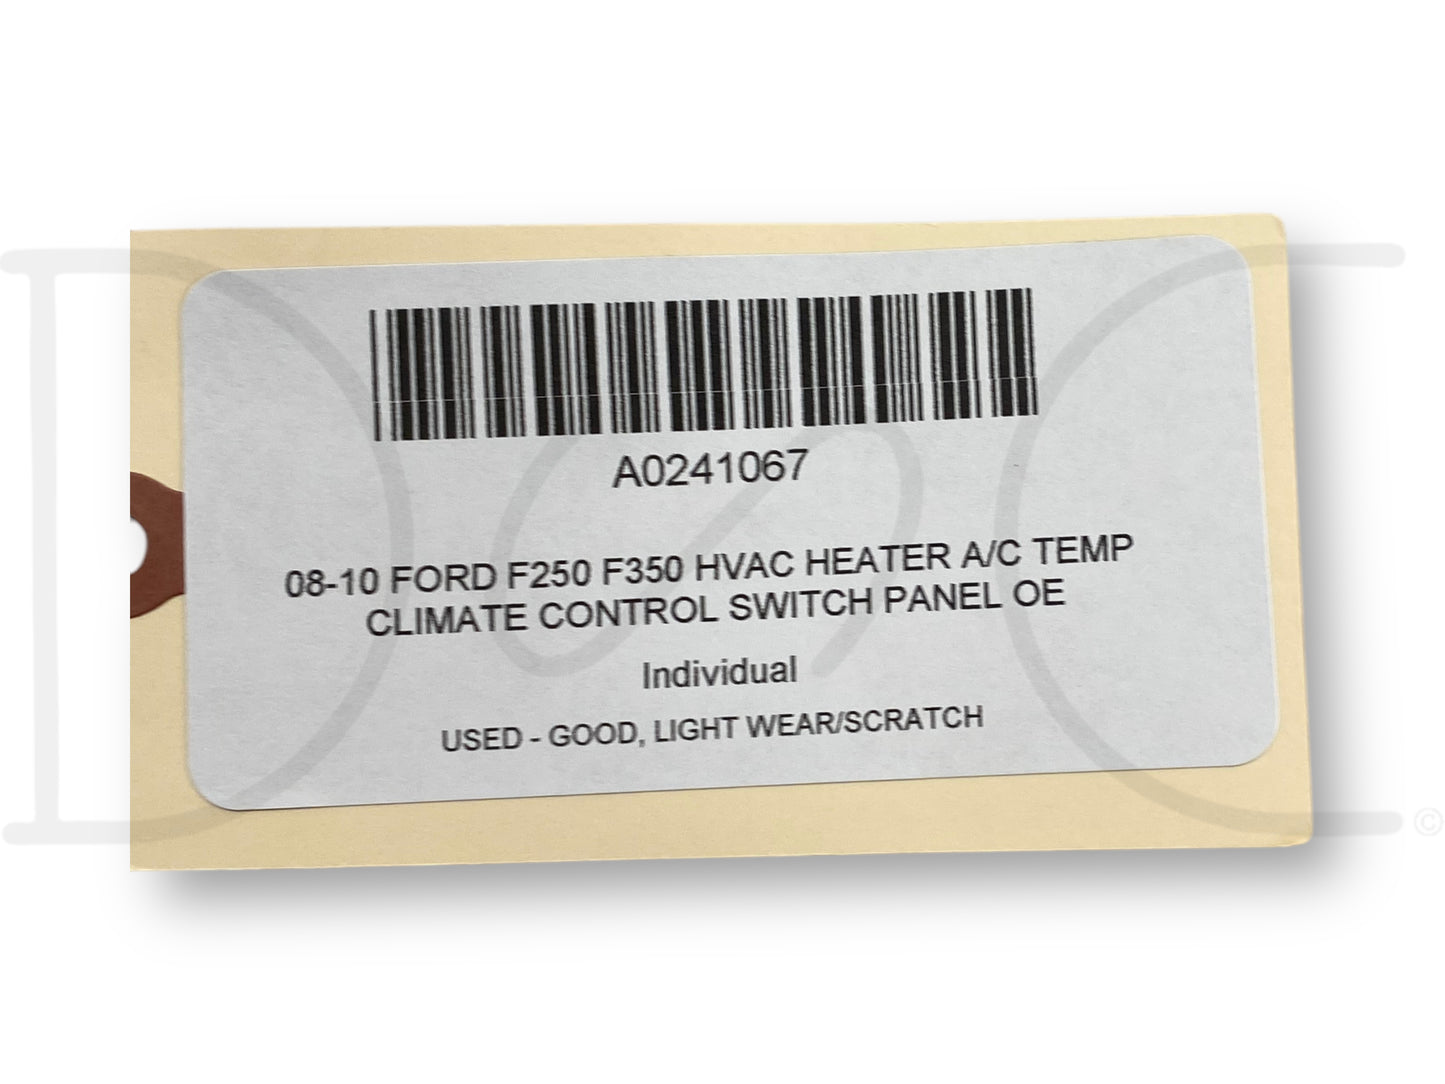 A0241067
08-10 FORD F250 F350 HVAC HEATER A/C TEMP
CLIMATE CONTROL SWITCH PANEL OE
Individual
USED - GOOD, LIGHT WEAR/SCRATCH
©